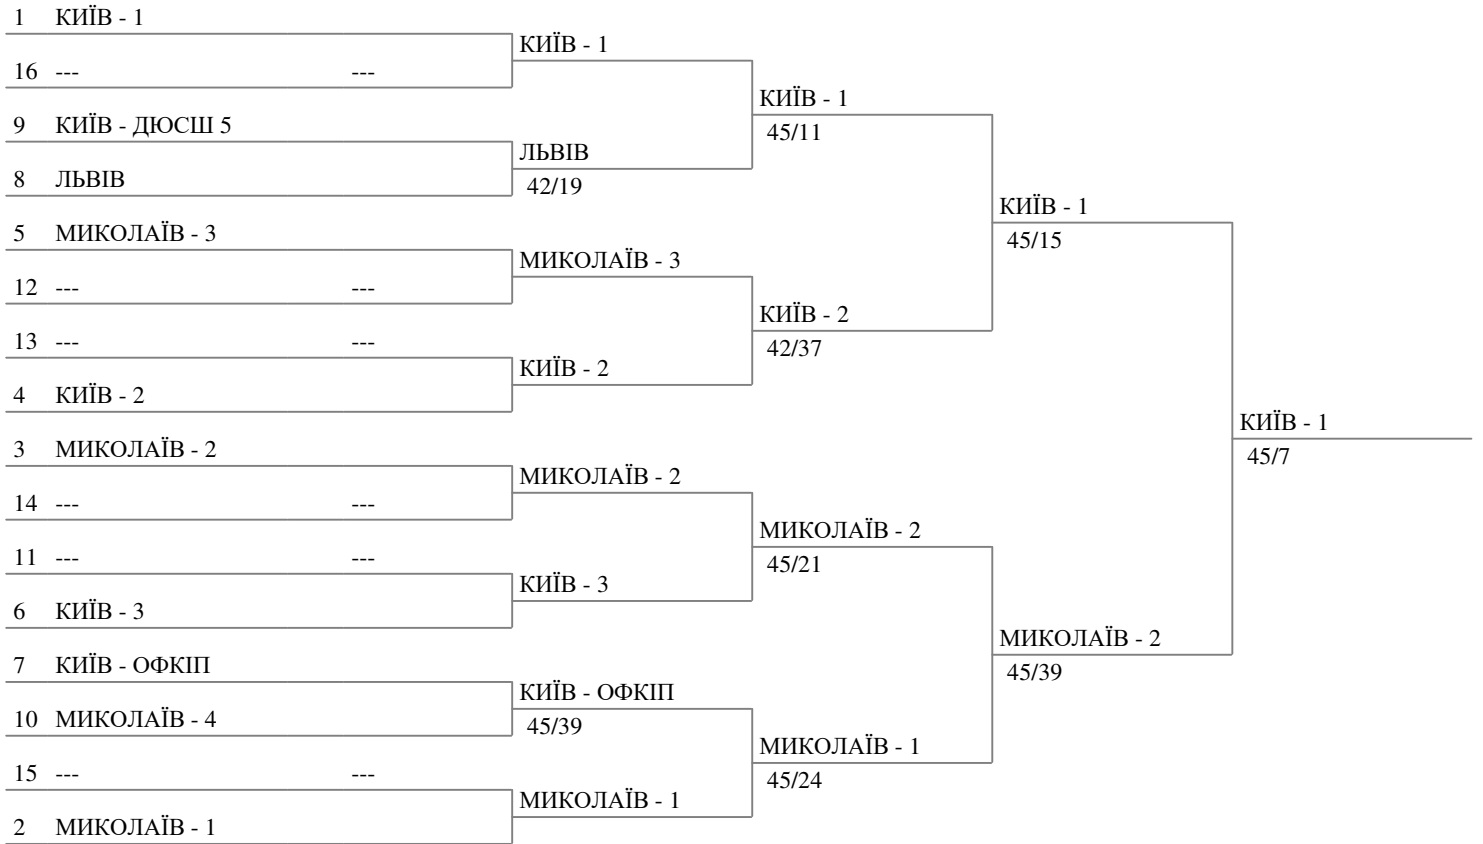 1 КИЇВ - 1
16 --- ---
9 КИЇВ - ДЮСШ 5
8 ЛЬВІВ
5 МИКОЛАЇВ - 3
12 --- ---
13 --- ---
4 КИЇВ - 2
3 МИКОЛАЇВ - 2
14 --- ---
11 --- ---
6 КИЇВ - 3
7 КИЇВ - ОФКІП
10 МИКОЛАЇВ - 4
15 --- ---
2 МИКОЛАЇВ - 1
КИЇВ - 1
ЛЬВІВ
42/19
МИКОЛАЇВ - 3
КИЇВ - 2
МИКОЛАЇВ - 2
КИЇВ - 3
КИЇВ - ОФКІП
45/39
МИКОЛАЇВ - 1
КИЇВ - 1
45/11
КИЇВ - 2
42/37
МИКОЛАЇВ - 2
45/21
МИКОЛАЇВ - 1
45/24
КИЇВ - 1
45/15
МИКОЛАЇВ - 2
45/39
КИЇВ - 1
45/7